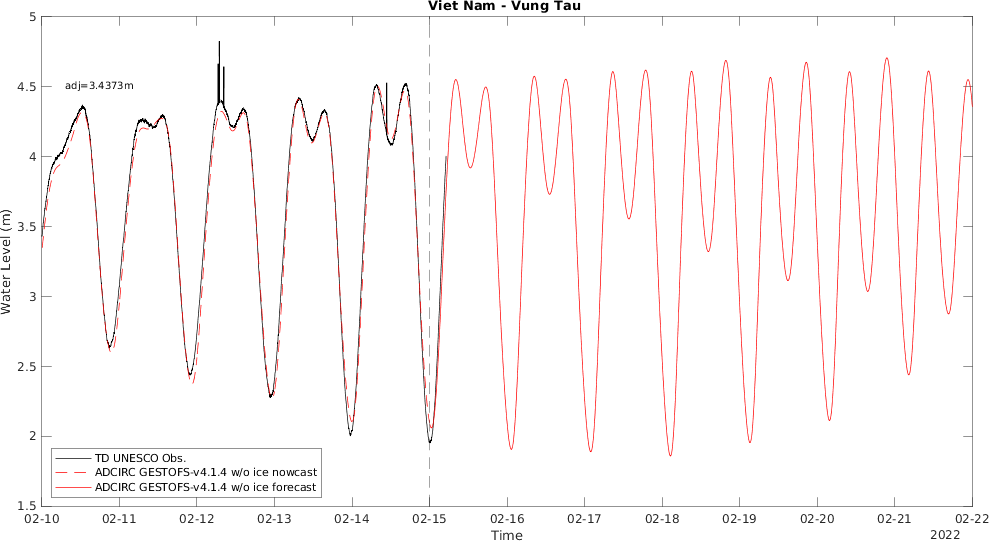 Viet Nam - Vung Tau
adj=3.4373m
Water Level (m)
5
4.5
4
3.5
3
2.5
2
1.5
TD UNESCO Obs.
ADCIRC GESTOFS-v4.1.4 w/o ice nowcast
ADCIRC GESTOFS-v4.1.4 w/o ice forecast
02-10 02-11 02-12 02-13 02-14 02-15 02-16 02-17 02-18 02-19 02-20 02-21 02-22
Time
2022